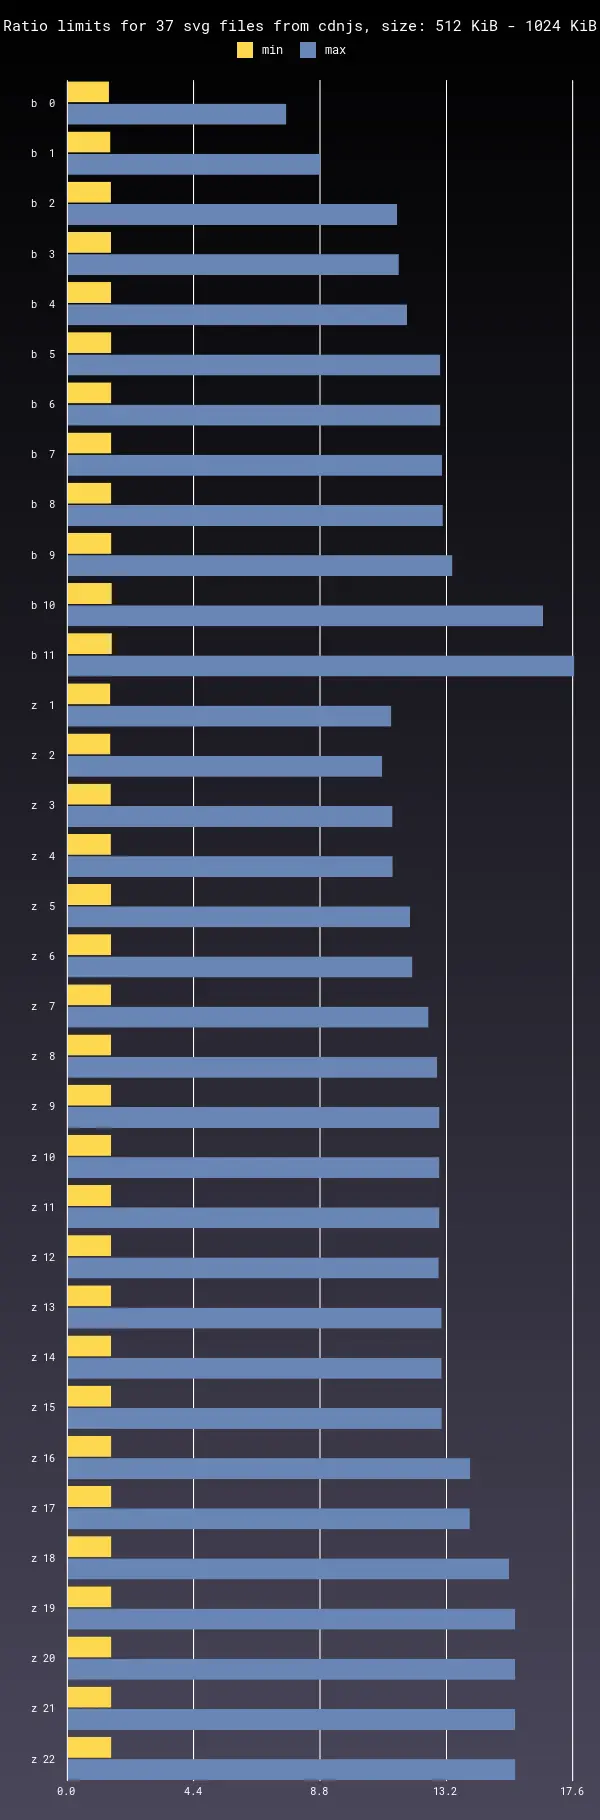 Ratio limits for 37 svg files from cdnjs, size: 512 KiB - 1024 KiB
min max
b 0
b 1
b 2
b 3
b 4
b 5
b 6
b 7
b 8
b 9
b 10
b 11
z 1
z 2
z 3
z 4
z 5
z 6
z 7
z 8
z 9
z 10
z 11
z 12
z 13
z 14
z 15
z 16
z 17
z 18
z 19
z 20
z 21
z 22
0.0 4.4 8.8 13.2 17.6